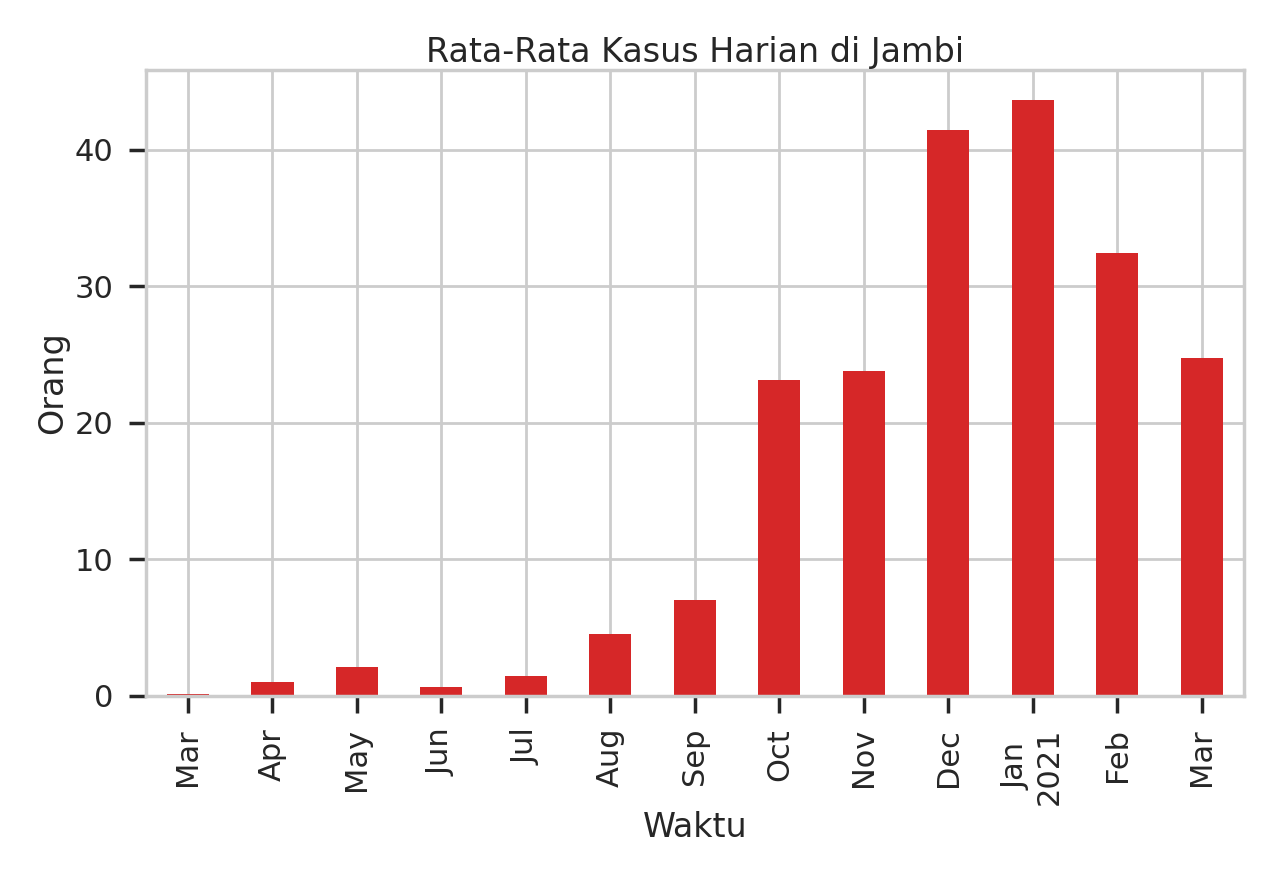 Rata-Rata Kasus Harian di Jambi
Orang
40
30
20
10
0
Mar
Apr
May
Jun
Jul
Aug
Sep
Oct
Nov
Dec
Jan
2021
Feb
Mar
Waktu